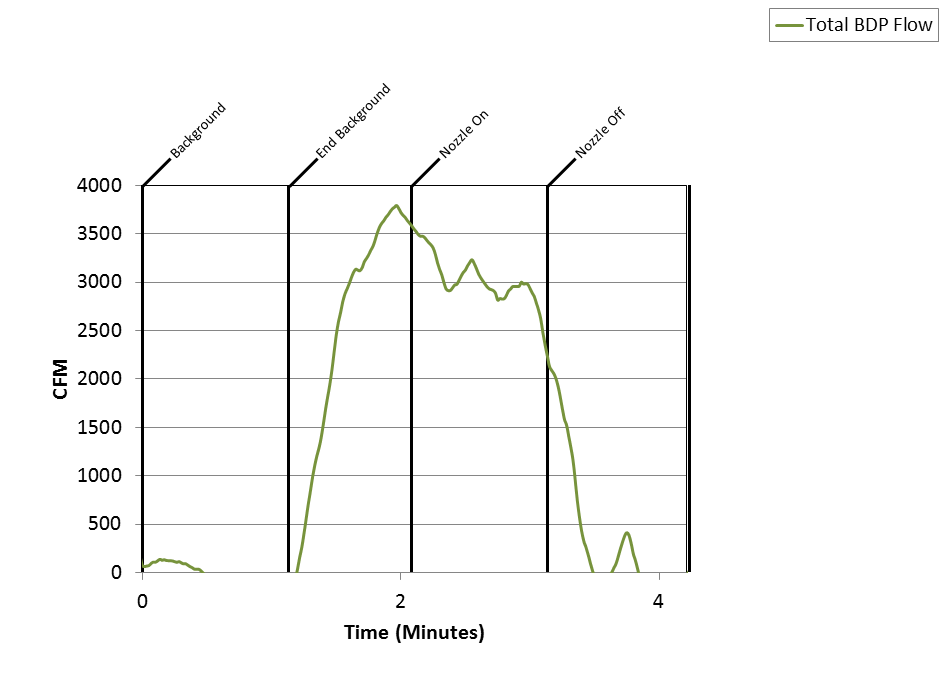 Total BDP Flow
Background
End Background
Nozzle On
Nozzle Off
4000
3500
3000
2500
2000
1500
1000
500
0
CFM
0 2 4
Time (Minutes)